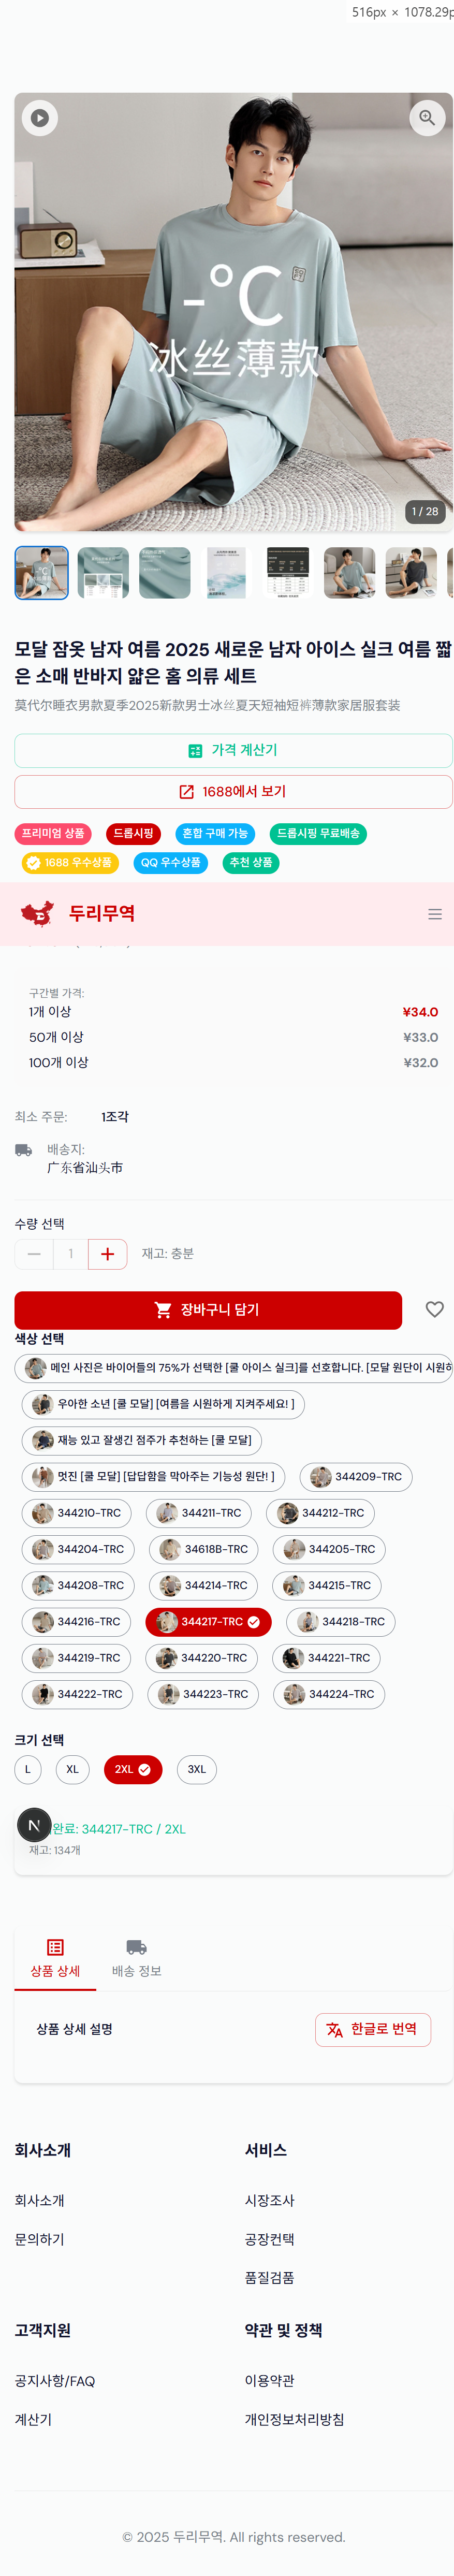 516px × 1078.29p
-°C
冰丝薄款
1 / 28
모달 잠옷 남자 여름 2025 새로운 남자 아이스 실크 여름 짧
은 소매 반바지 얇은 홈 의류 세트
莫代尔睡衣男款夏季2025新款男士冰丝夏天短袖短裤薄款家居服套装
가격 계산기
1688에서 보기
프리미엄 상품 드롭시핑 혼합 구매 가능 드롭시핑 무료배송
1688 우수상품 QQ 우수상품 추천 상품
두리무역
구간별 가격:
1개 이상 ¥34.0
50개 이상 ¥33.0
100개 이상 ¥32.0
최소 주문: 1조각
배송지:
广东省汕头市
수량 선택
1 재고: 충분
장바구니 담기
색상 선택
메인 사진은 바이어들의 75%가 선택한 [쿨 아이스 실크]를 선호합니다. [모달 원단이 시원하
우아한 소년 [쿨 모달] [여름을 시원하게 지켜주세요! ]
재능 있고 잘생긴 점주가 추천하는 [쿨 모달]
멋진 [쿨 모달] [답답함을 막아주는 기능성 원단! ] 344209-TRC
344210-TRC 344211-TRC 344212-TRC
344204-TRC 34618B-TRC 344205-TRC
344208-TRC 344214-TRC 344215-TRC
344216-TRC 344217-TRC 344218-TRC
344219-TRC 344220-TRC 344221-TRC
344222-TRC 344223-TRC 344224-TRC
크기 선택
L XL 2XL 3XL
N
완료: 344217-TRC / 2XL
재고: 134개
상품 상세 배송 정보
상품 상세 설명 한글로 번역
회사소개 서비스
회사소개 시장조사
문의하기 공장컨택
품질검품
고객지원 약관 및 정책
공지사항/FAQ 이용약관
계산기 개인정보처리방침
© 2025 두리무역. All rights reserved.